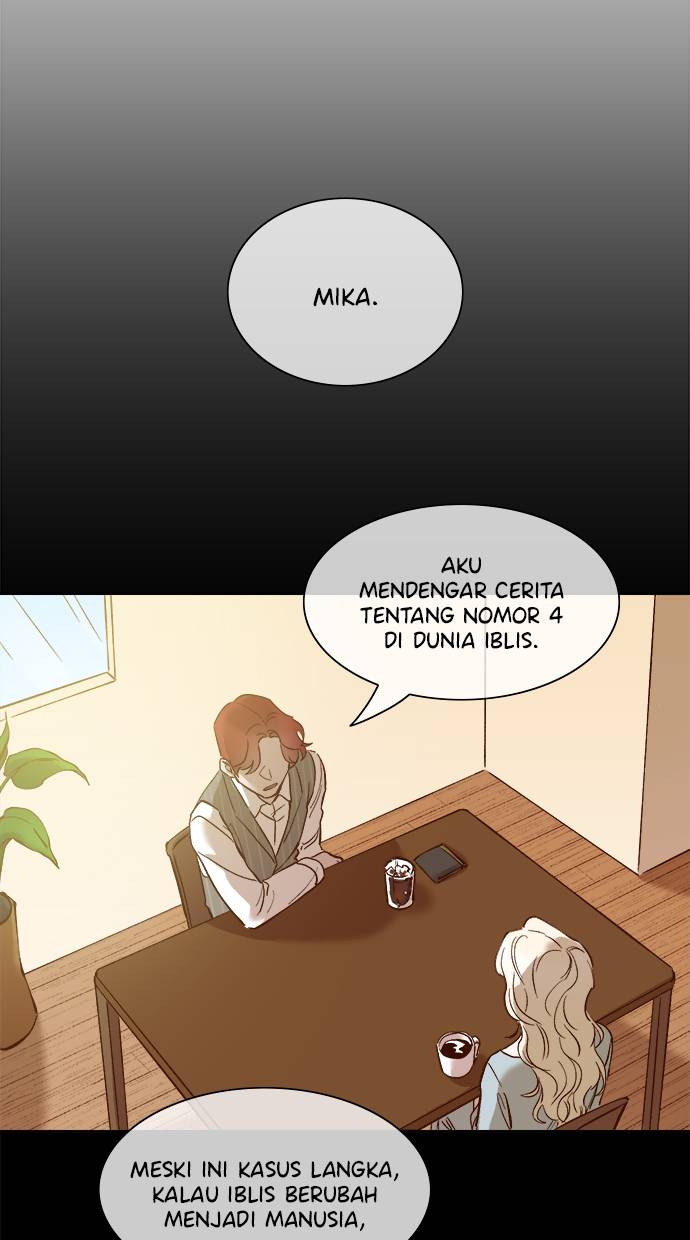 MIKA.
AKU
MENDENGAR CERITA
TENTANG NOMOR 4
DI DUNIA IBLIS.
MESKI INI KASUS LANGKA,
KALAU IBLIS BERUBAH
MENJADI MANUSIA,